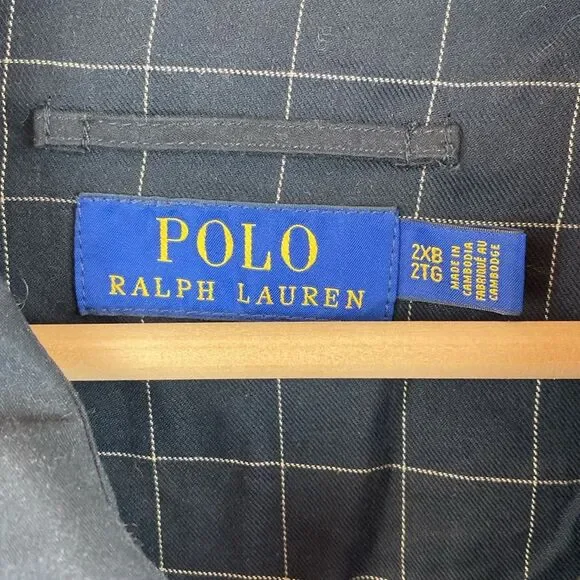 POLO
RALPH LAUREN
2XB
2TG
MADE IN
CAMBODIA
FABRIQUÉ AU
CAMBODGE